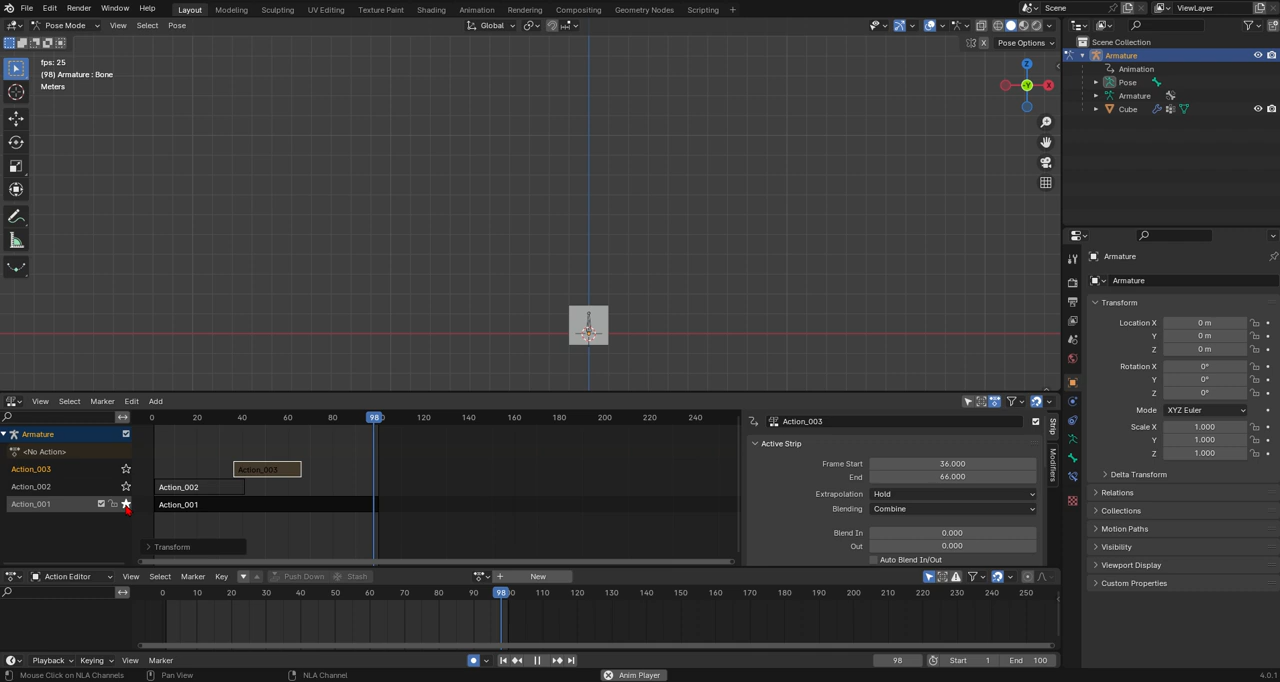 File Edit Render Window Help Layout Modeling Sculpting UV Editing Texture Paint Shading Animation Rendering Compositing Geometry Nodes Scripting + Scene ViewLayer
Pose Mode View Select Pose Global
X Pose Options
fps: 25
(98) Armature : Bone
Meters
Z
Y
X
Scene Collection
Armature
Animation
Pose
Armature
Cube
Armature
Armature
Transform
Location X 0 m
Y 0 m
Z 0 m
Rotation X 0°
Y 0°
Z 0°
Mode XYZ Euler
Scale X 1.000
Y 1.000
Z 1.000
Delta Transform
Relations
Collections
Motion Paths
Visibility
Viewport Display
Custom Properties
View Select Marker Edit Add
0 20 40 60 80 98 120 140 160 180 200 220 240
Armature
<No Action>
Action_003 Action_003
Action_002 Action_002
Action_001 Action_001
Transform
Action_003
Active Strip
Frame Start 36.000
End 66.000
Extrapolation Hold
Blending Combine
Blend In 0.000
Out 0.000
Auto Blend In/Out
Strip
Modifiers
Action Editor View Select Marker Key Push Down Stash New
0 10 20 30 40 50 60 70 80 90 98 110 120 130 140 150 160 170 180 190 200 210 220 230 240 250
Playback Keying View Marker 98 Start 1 End 100
Mouse Click on NLA Channels Pan View NLA Channel Anim Player 4.0.1